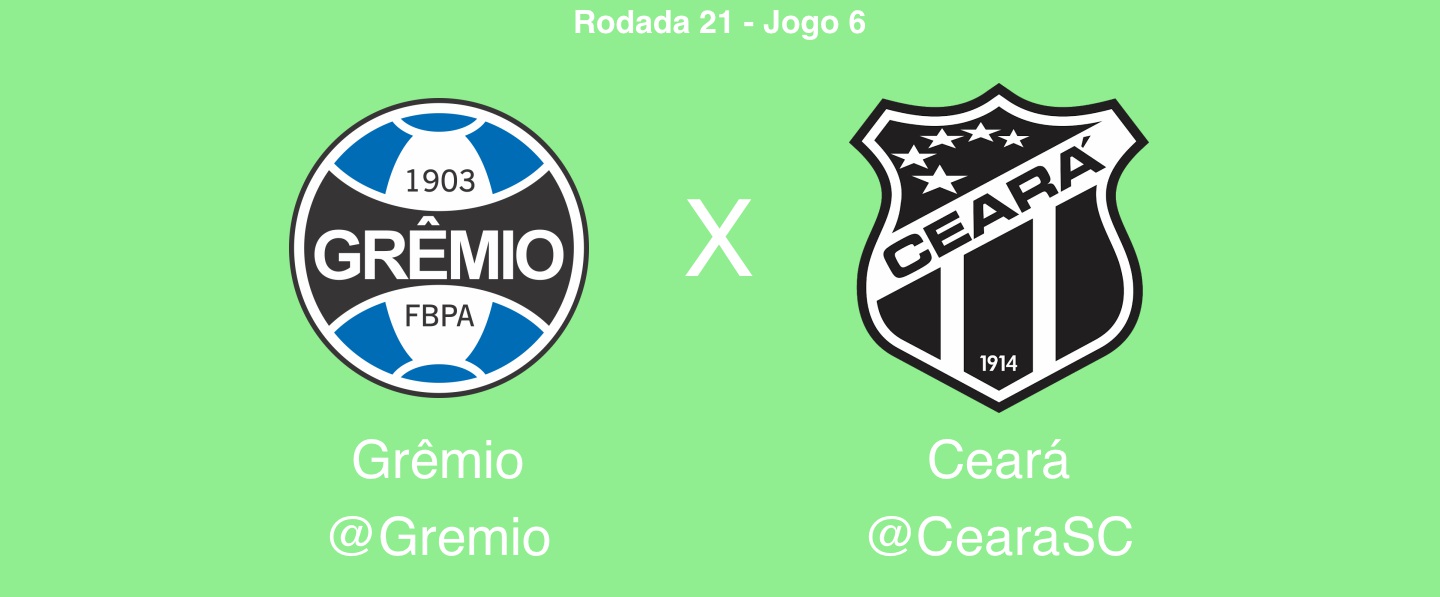 Rodada 21 - Jogo 6
1903
GRÊMIO
FBPA
X
CEARÁ
1914
Grêmio
Ceará
@Gremio
@CearaSC